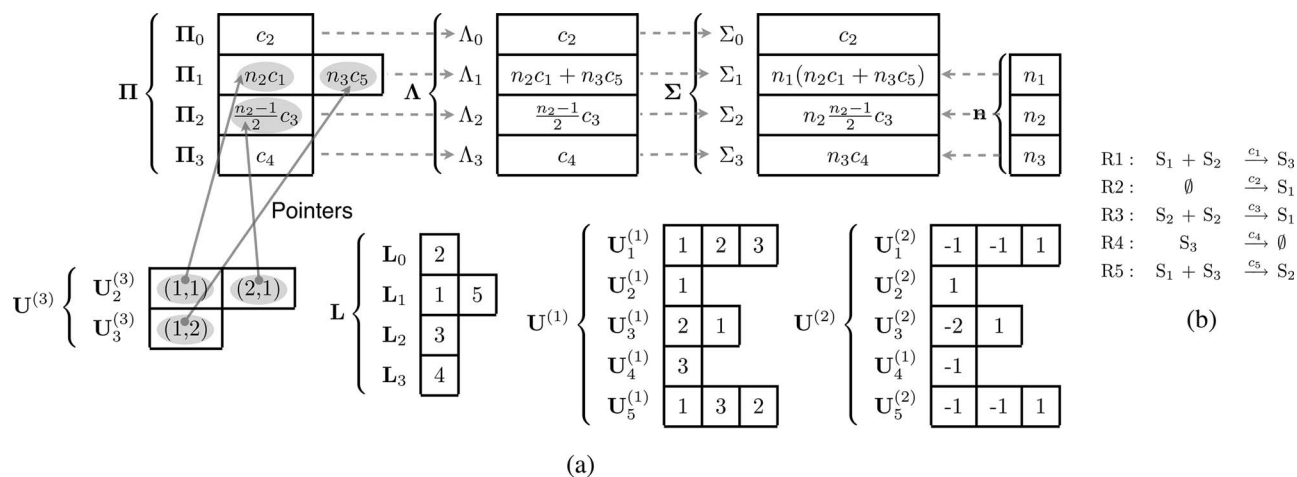 Π { Π₀ c₂ Λ { Λ₀ c₂ Σ { Σ₀ c₂
Π₁ n₂c₁ n₃c₅ Λ₁ n₂c₁ + n₃c₅ Σ₁ n₁(n₂c₁ + n₃c₅) n { n₁
Π₂ (n₂−1)/2 c₃ Λ₂ (n₂−1)/2 c₃ Σ₂ n₂ (n₂−1)/2 c₃ n₂
Π₃ c₄ Λ₃ c₄ Σ₃ n₃c₄ n₃
Pointers
U⁽³⁾ { U₂⁽³⁾ (1,1) (2,1)
U₃⁽³⁾ (1,2)
L { L₀ 2
L₁ 1 5
L₂ 3
L₃ 4
U⁽¹⁾ { U₁⁽¹⁾ 1 2 3
U₂⁽¹⁾ 1
U₃⁽¹⁾ 2 1
U₄⁽¹⁾ 3
U₅⁽¹⁾ 1 3 2
U⁽²⁾ { U₁⁽²⁾ -1 -1 1
U₂⁽²⁾ 1
U₃⁽²⁾ -2 1
U₄⁽¹⁾ -1
U₅⁽²⁾ -1 -1 1
(a)
R1 : S₁ + S₂ c₁→ S₃
R2 : ∅ c₂→ S₁
R3 : S₂ + S₂ c₃→ S₁
R4 : S₃ c₄→ ∅
R5 : S₁ + S₃ c₅→ S₂
(b)